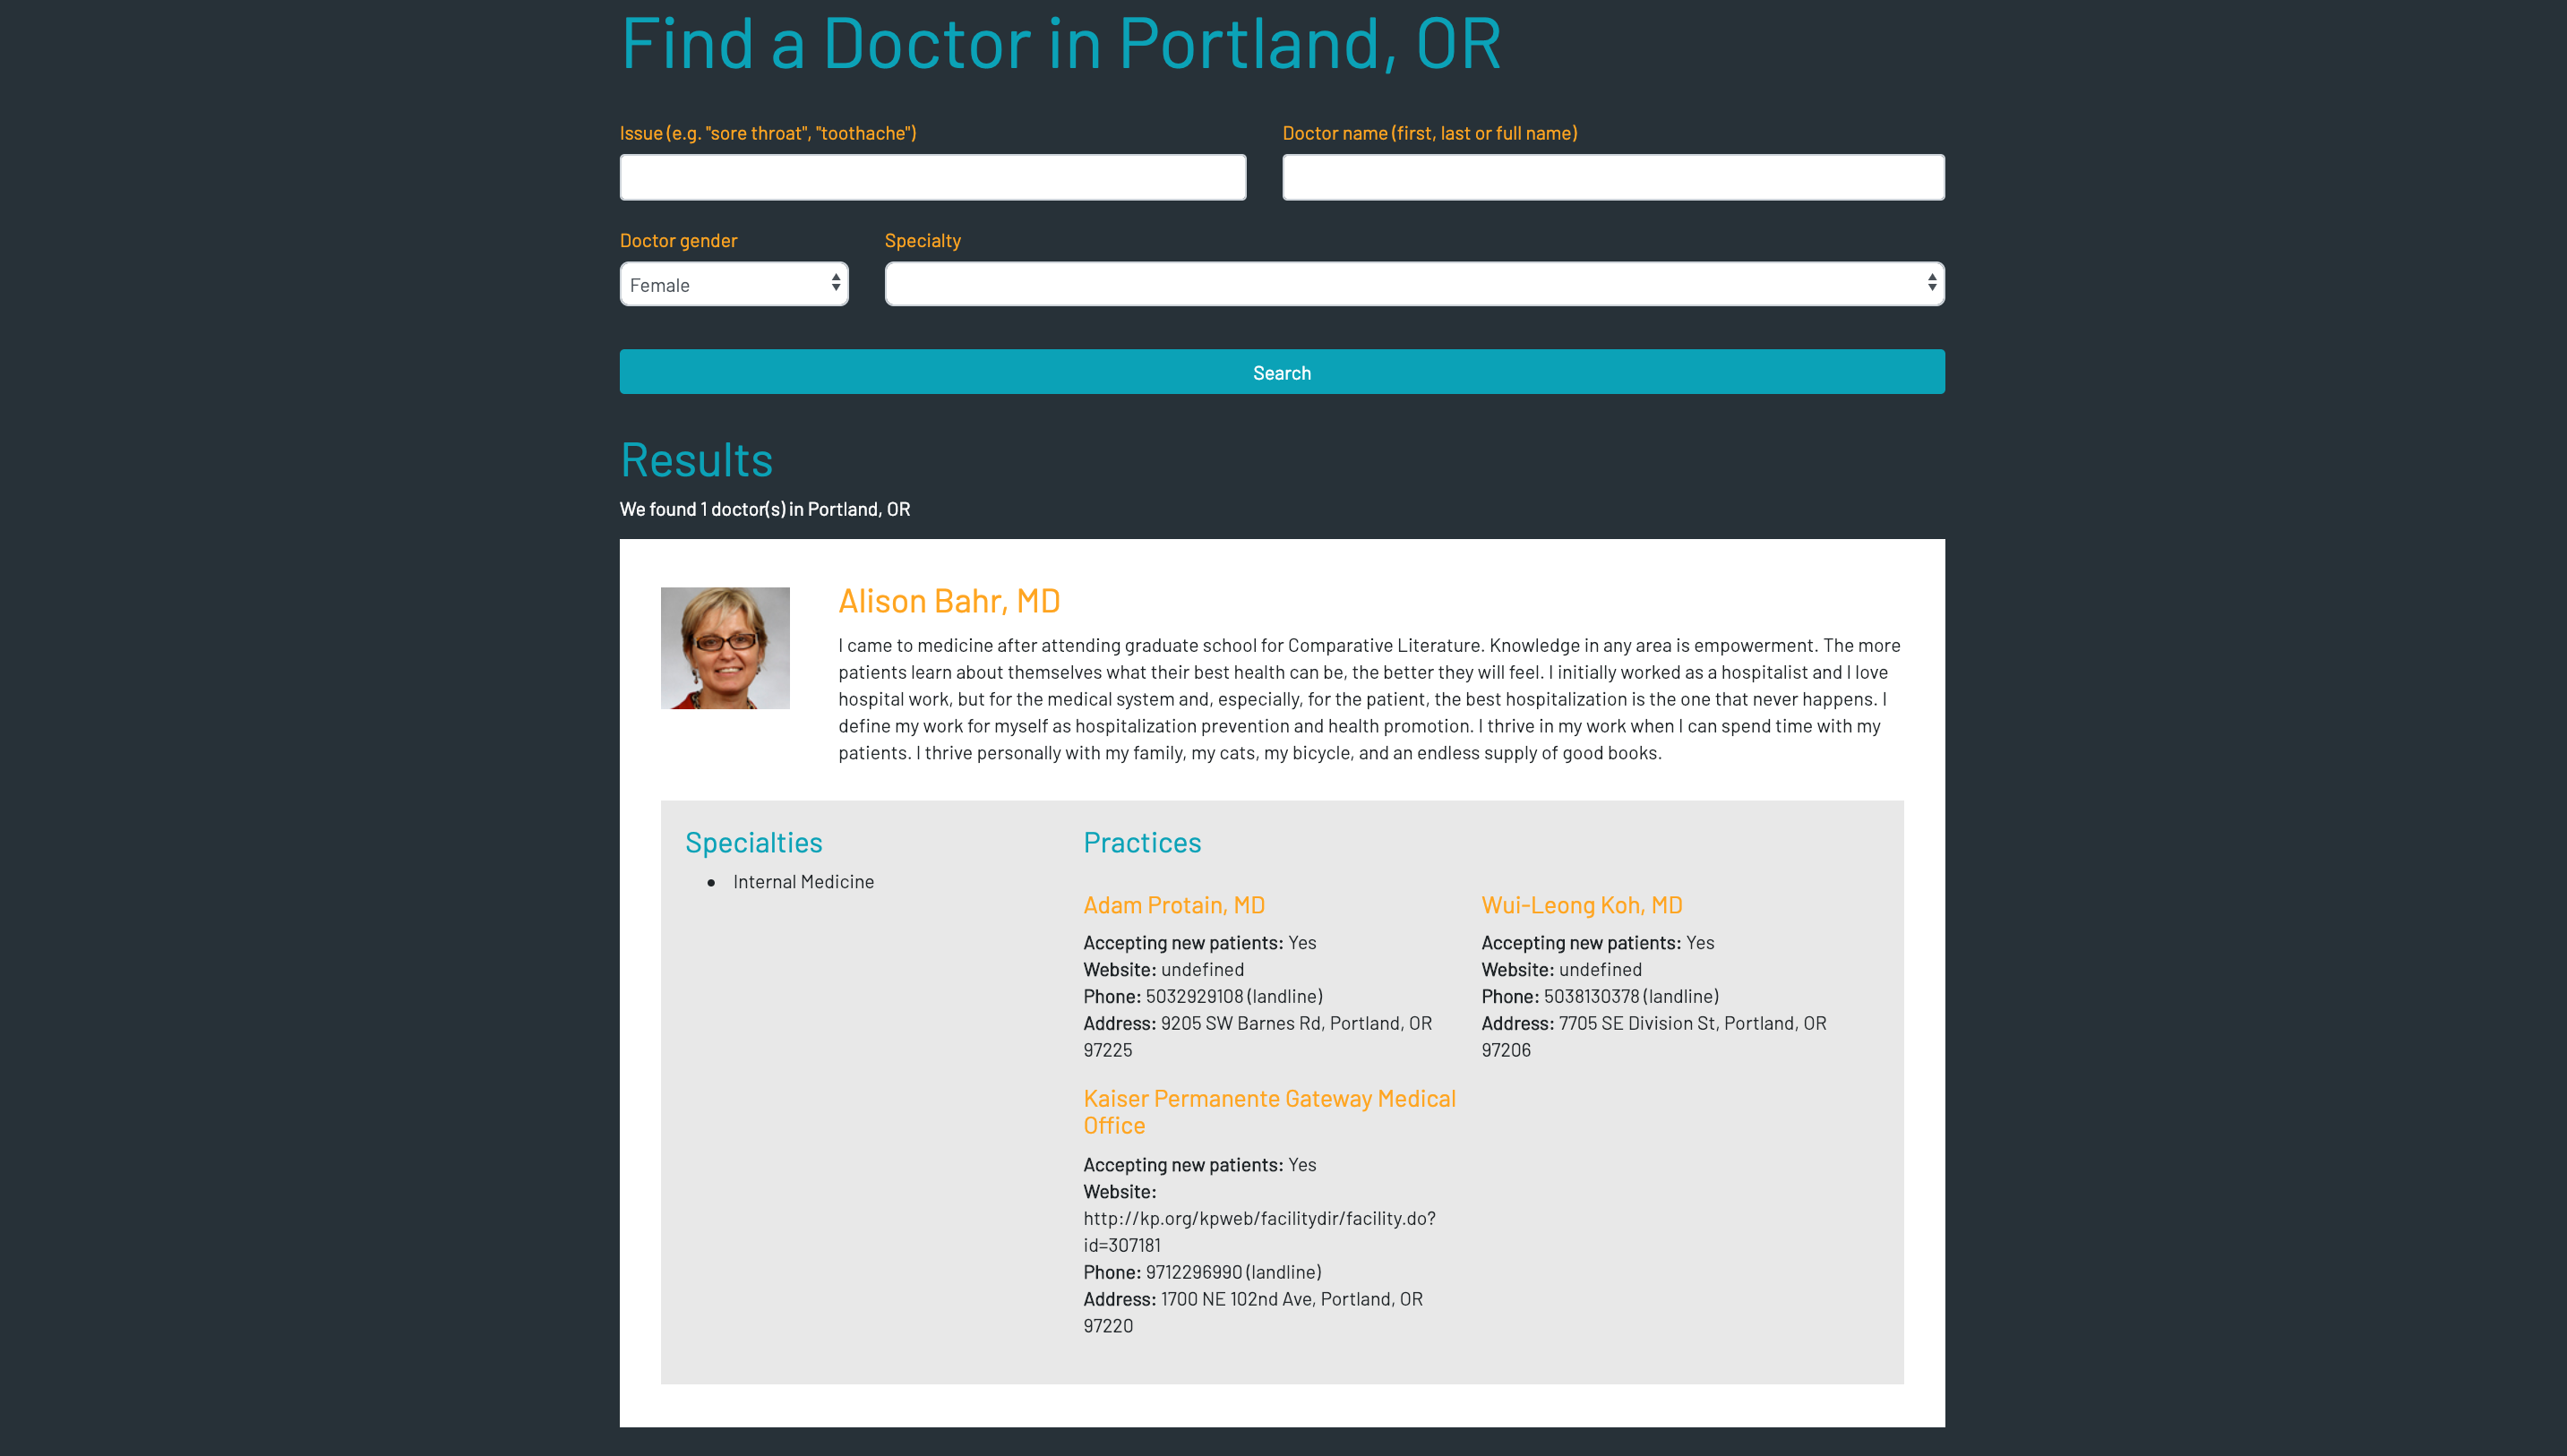 Find a Doctor in Portland, OR
Issue (e.g. "sore throat", "toothache")
Doctor name (first, last or full name)
Doctor gender
Specialty
Female
Search
Results
We found 1 doctor(s) in Portland, OR
Alison Bahr, MD
I came to medicine after attending graduate school for Comparative Literature. Knowledge in any area is empowerment. The more
patients learn about themselves what their best health can be, the better they will feel. I initially worked as a hospitalist and I love
hospital work, but for the medical system and, especially, for the patient, the best hospitalization is the one that never happens. I
define my work for myself as hospitalization prevention and health promotion. I thrive in my work when I can spend time with my
patients. I thrive personally with my family, my cats, my bicycle, and an endless supply of good books.
Specialties
Internal Medicine
Practices
Adam Protain, MD
Accepting new patients: Yes
Website: undefined
Phone: 5032929108 (landline)
Address: 9205 SW Barnes Rd, Portland, OR
97225
Wui-Leong Koh, MD
Accepting new patients: Yes
Website: undefined
Phone: 5038130378 (landline)
Address: 7705 SE Division St, Portland, OR
97206
Kaiser Permanente Gateway Medical
Office
Accepting new patients: Yes
Website:
http://kp.org/kpweb/facilitydir/facility.do?
id=307181
Phone: 9712296990 (landline)
Address: 1700 NE 102nd Ave, Portland, OR
97220